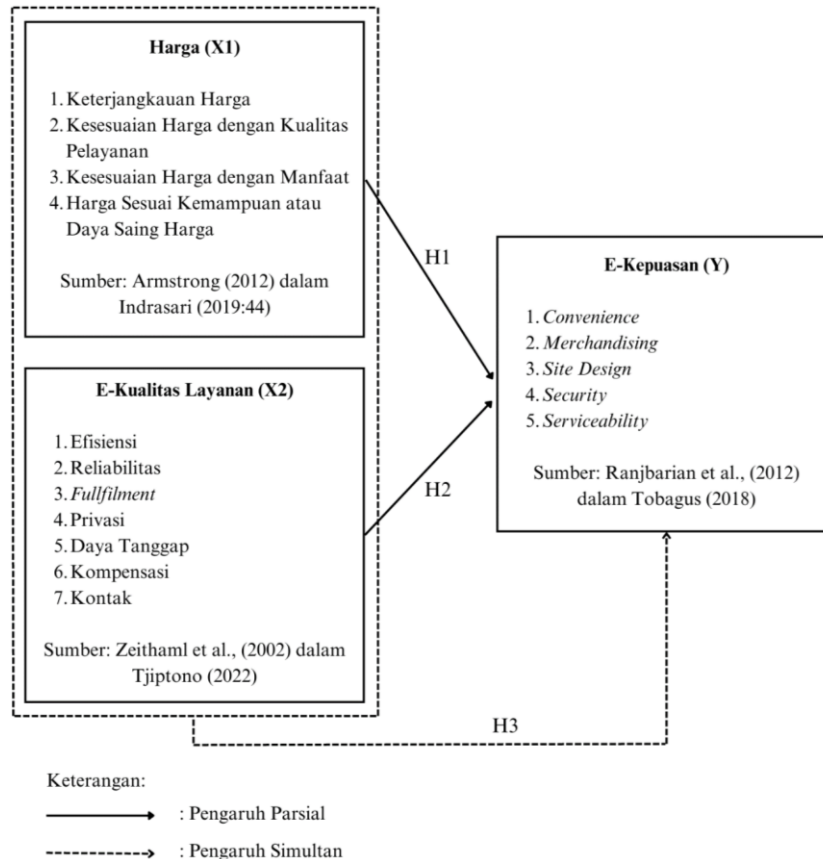 Harga (X1)
1. Keterjangkauan Harga
2. Kesesuaian Harga dengan Kualitas
Pelayanan
3. Kesesuaian Harga dengan Manfaat
4. Harga Sesuai Kemampuan atau
Daya Saing Harga
Sumber: Armstrong (2012) dalam
Indrasari (2019:44)
E-Kualitas Layanan (X2)
1. Efisiensi
2. Reliabilitas
3. Fullfilment
4. Privasi
5. Daya Tanggap
6. Kompensasi
7. Kontak
Sumber: Zeithaml et al., (2002) dalam
Tjiptono (2022)
H1
H2
E-Kepuasan (Y)
1. Convenience
2. Merchandising
3. Site Design
4. Security
5. Serviceability
Sumber: Ranjbarian et al., (2012)
dalam Tobagus (2018)
H3
Keterangan:
: Pengaruh Parsial
: Pengaruh Simultan